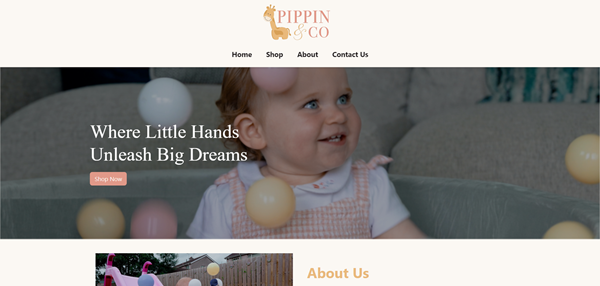 PIPPIN
& CO
Home Shop About Contact Us
Where Little Hands
Unleash Big Dreams
Shop Now
About Us